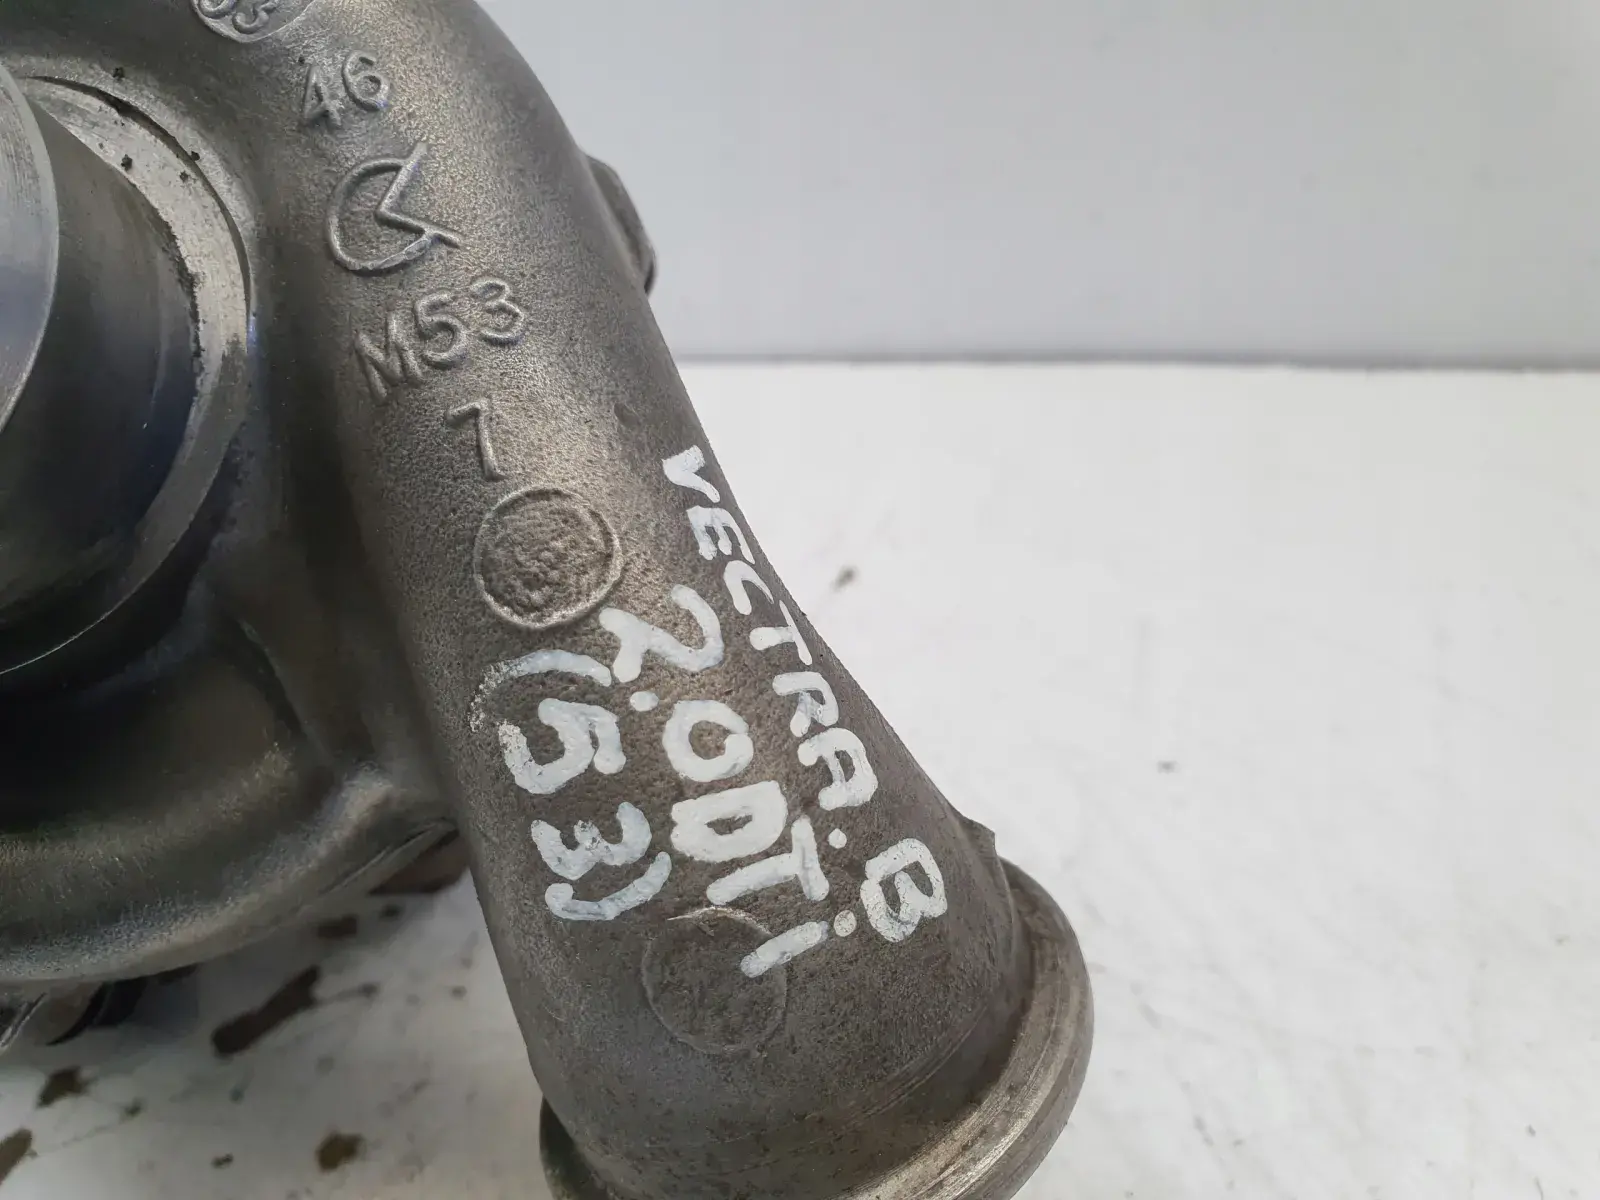 46
M53
7
VECTRA.B
2.0DTi
(53)